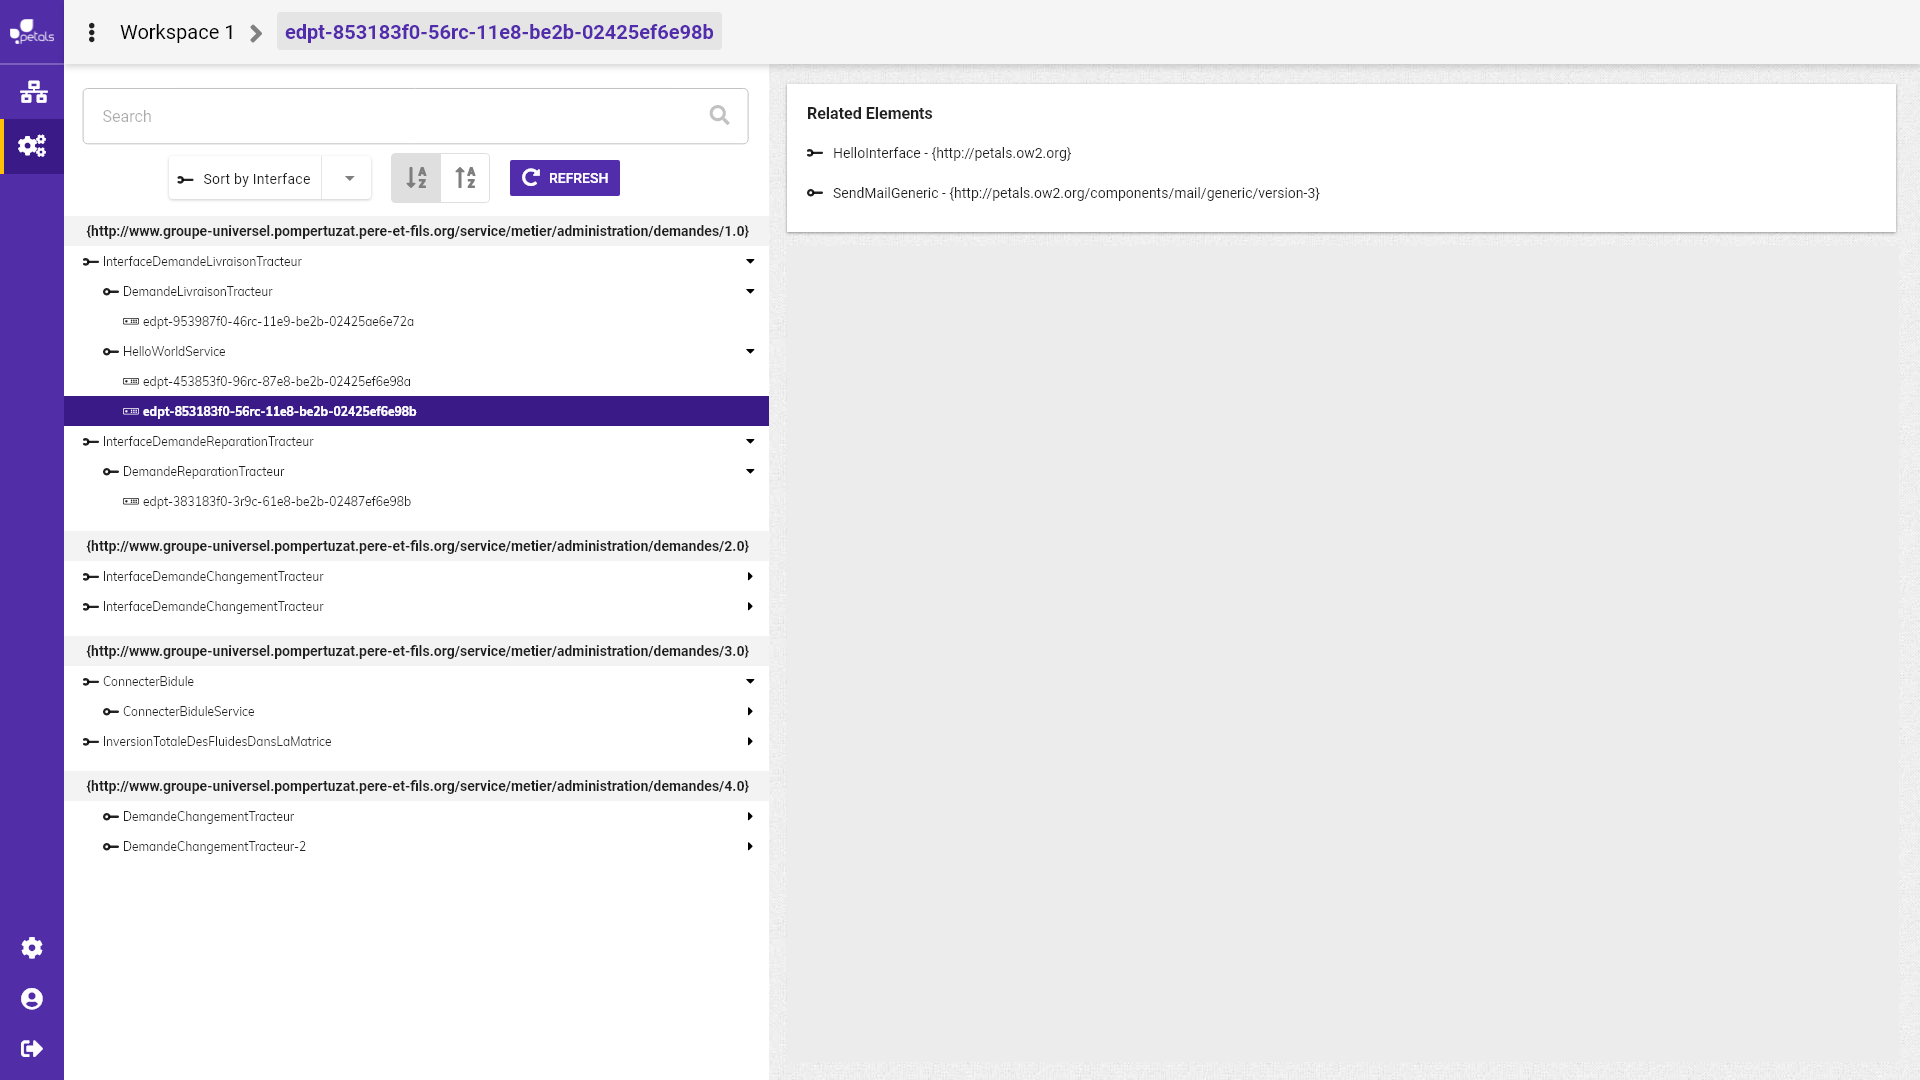 petals
Workspace 1
edpt-853183f0-56rc-11e8-be2b-02425ef6e98b
Search
Sort by Interface
A
Z
A
Z
REFRESH
{http://www.groupe-universel.pompertuzat.pere-et-fils.org/service/metier/administration/demandes/1.0}
InterfaceDemandeLivraisonTracteur
DemandeLivraisonTracteur
edpt-953987f0-46rc-11e9-be2b-02425ae6e72a
HelloWorldService
edpt-453853f0-96rc-87e8-be2b-02425ef6e98a
edpt-853183f0-56rc-11e8-be2b-02425ef6e98b
InterfaceDemandeReparationTracteur
DemandeReparationTracteur
edpt-383183f0-3r9c-61e8-be2b-02487ef6e98b
{http://www.groupe-universel.pompertuzat.pere-et-fils.org/service/metier/administration/demandes/2.0}
InterfaceDemandeChangementTracteur
InterfaceDemandeChangementTracteur
{http://www.groupe-universel.pompertuzat.pere-et-fils.org/service/metier/administration/demandes/3.0}
ConnecterBidule
ConnecterBiduleService
InversionTotaleDesFluidesDansLaMatrice
{http://www.groupe-universel.pompertuzat.pere-et-fils.org/service/metier/administration/demandes/4.0}
DemandeChangementTracteur
DemandeChangementTracteur-2
Related Elements
HelloInterface - {http://petals.ow2.org}
SendMailGeneric - {http://petals.ow2.org/components/mail/generic/version-3}